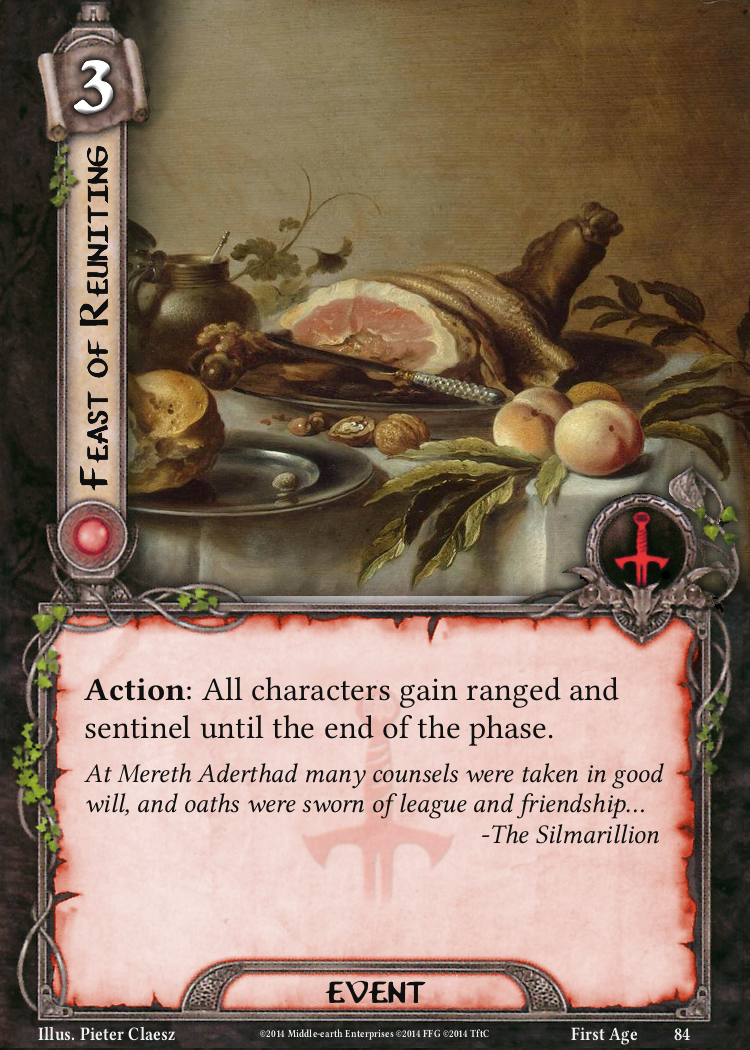 3
FEAST OF REUNITING
Action: All characters gain ranged and
sentinel until the end of the phase.
At Mereth Aderthad many counsels were taken in good
will, and oaths were sworn of league and friendship...
-The Silmarillion
EVENT
Illus. Pieter Claesz
©2014 Middle-earth Enterprises ©2014 FFG ©2014 TftC
First Age 84